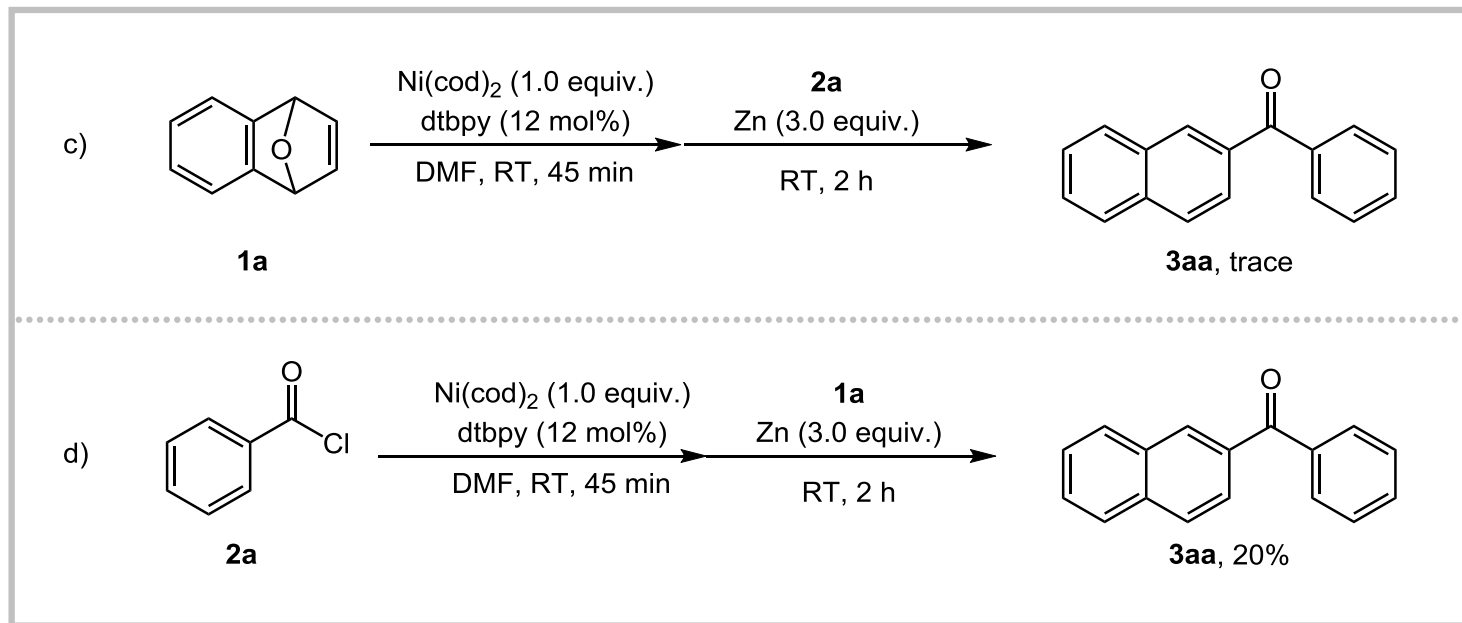 c)
O
Ni(cod)2 (1.0 equiv.)
dtbpy (12 mol%)
DMF, RT, 45 min
2a
Zn (3.0 equiv.)
RT, 2 h
O
1a
3aa, trace
d)
O
Cl
Ni(cod)2 (1.0 equiv.)
dtbpy (12 mol%)
DMF, RT, 45 min
1a
Zn (3.0 equiv.)
RT, 2 h
O
2a
3aa, 20%